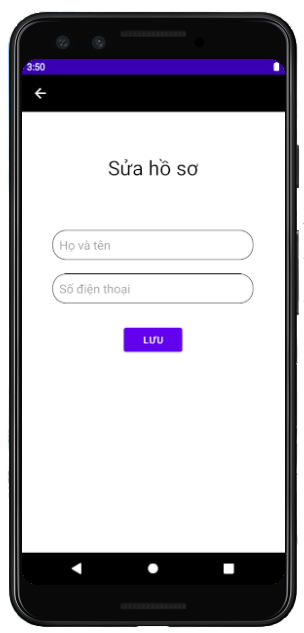 3:50
Sửa hồ sơ
Họ và tên
Số điện thoại
LƯU